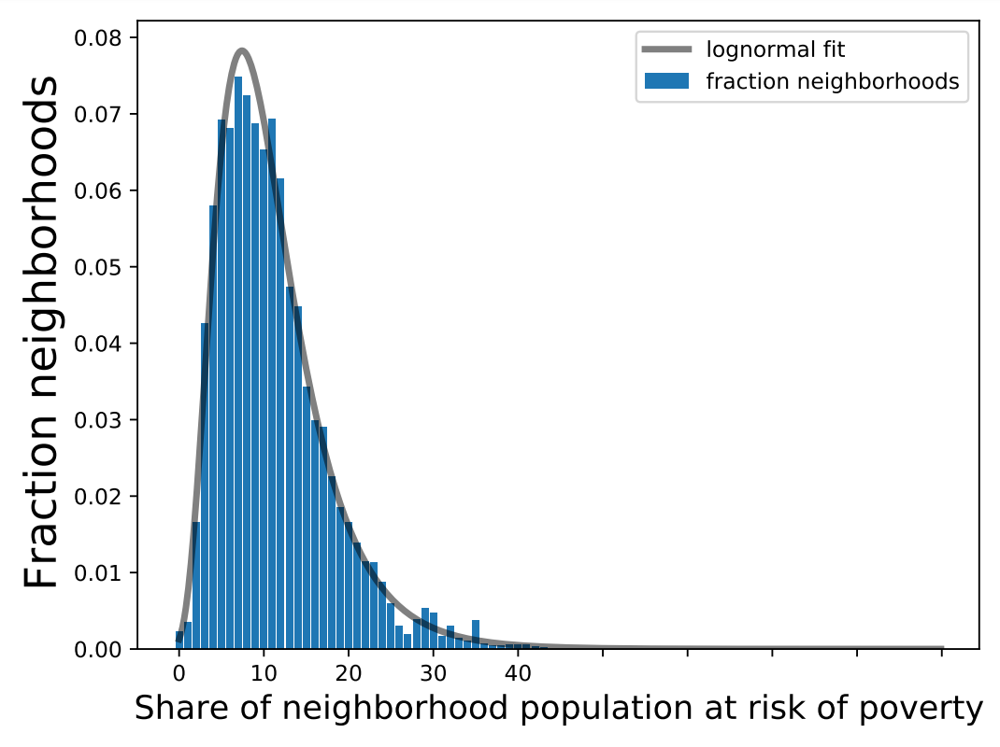 0.08
0.07
0.06
0.05
0.04
0.03
0.02
0.01
0.00
Fraction neighborhoods
lognormal fit
fraction neighborhoods
0 10 20 30 40
Share of neighborhood population at risk of poverty